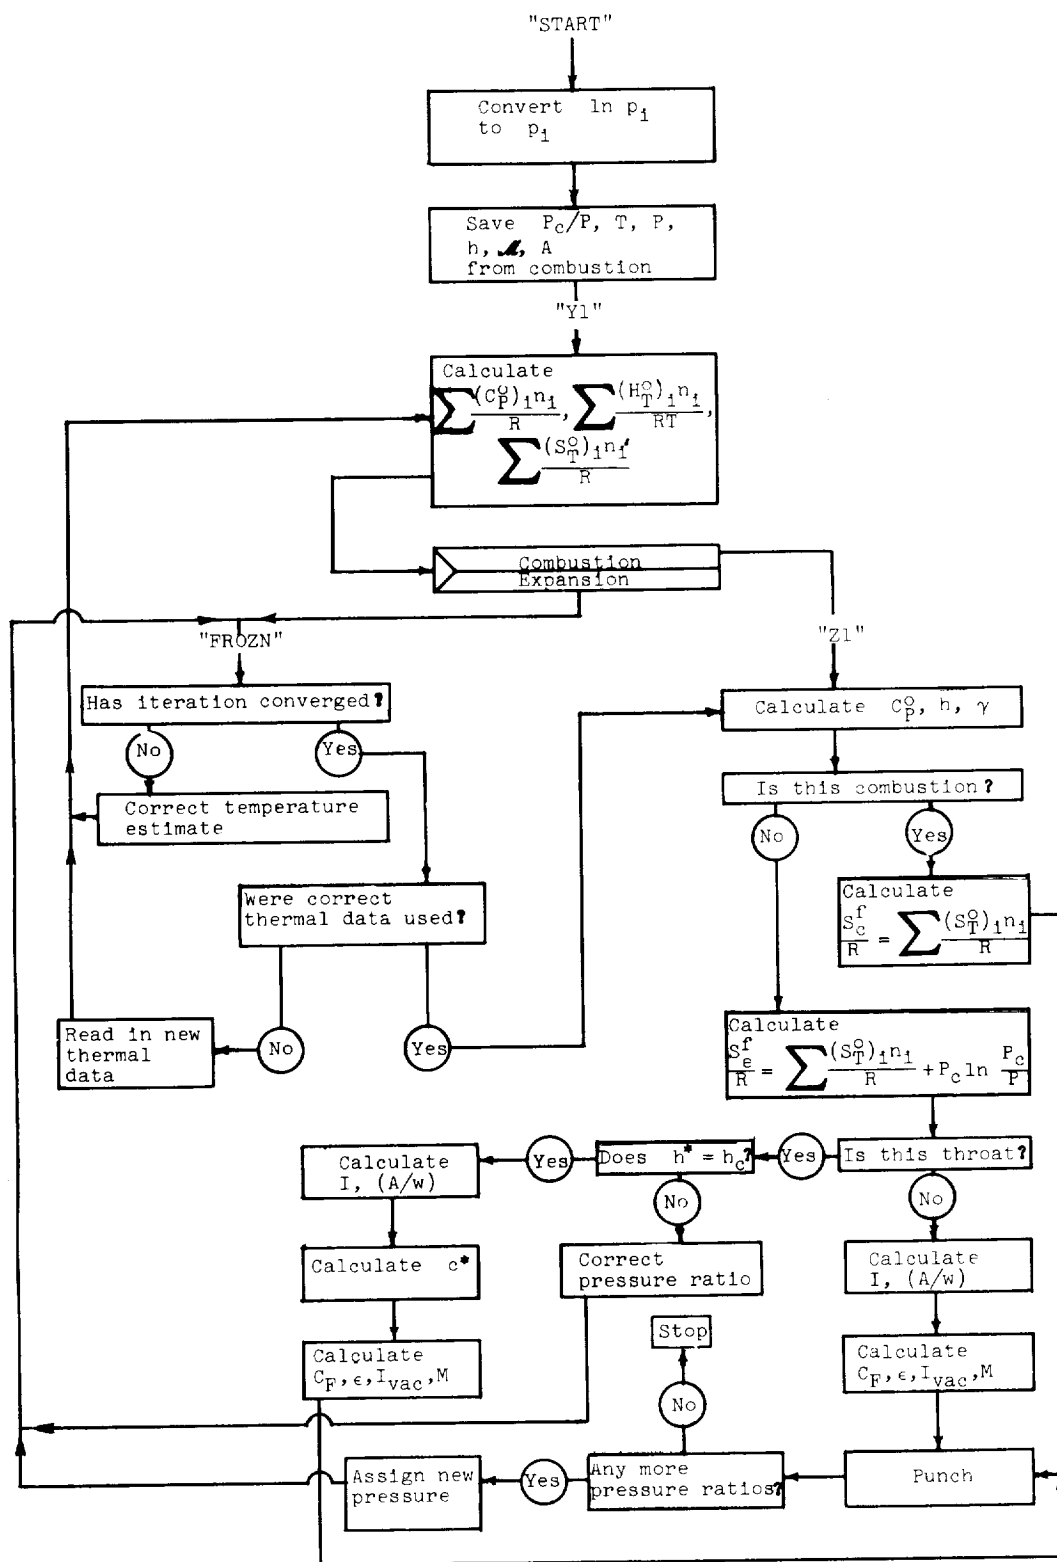 "START"
Convert ln p_i
to p_i
Save P_c/P, T, P,
h, ℳ, A
from combustion
"Y1"
Calculate
∑ (C_P^O)_i n_i / R, ∑ (H_T^O)_i n_i / RT,
∑ (S_T^O)_i n_i / R
Combustion
Expansion
"FROZN"
"Z1"
Has iteration converged?
Calculate C_P^O, h, γ
No
Yes
Is this combustion?
Correct temperature
estimate
No
Yes
Were correct
thermal data used?
Calculate
S_c^f / R = ∑ (S_T^O)_i n_i / R
Read in new
thermal
data
No
Yes
Calculate
S_e^f / R = ∑ (S_T^O)_i n_i / R + P_c ln P_c / P
Calculate
I, (A/w)
Yes
Does h* = h_c?
Yes
Is this throat?
No
No
Calculate c*
Correct
pressure ratio
Calculate
I, (A/w)
Stop
Calculate
C_F, ϵ, I_vac, M
Calculate
C_F, ϵ, I_vac, M
No
Assign new
pressure
Yes
Any more
pressure ratios?
Punch